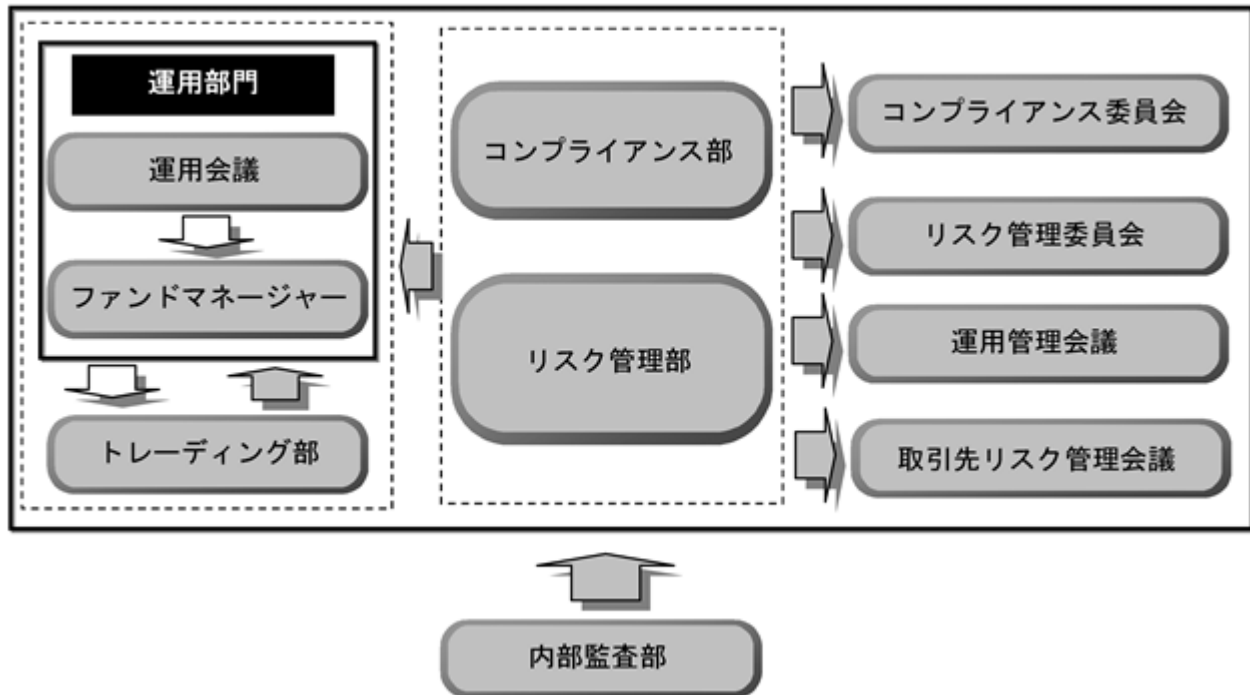 運用部門
運用会議
ファンドマネージャー
トレーディング部
コンプライアンス部
リスク管理部
コンプライアンス委員会
リスク管理委員会
運用管理会議
取引先リスク管理会議
内部監査部